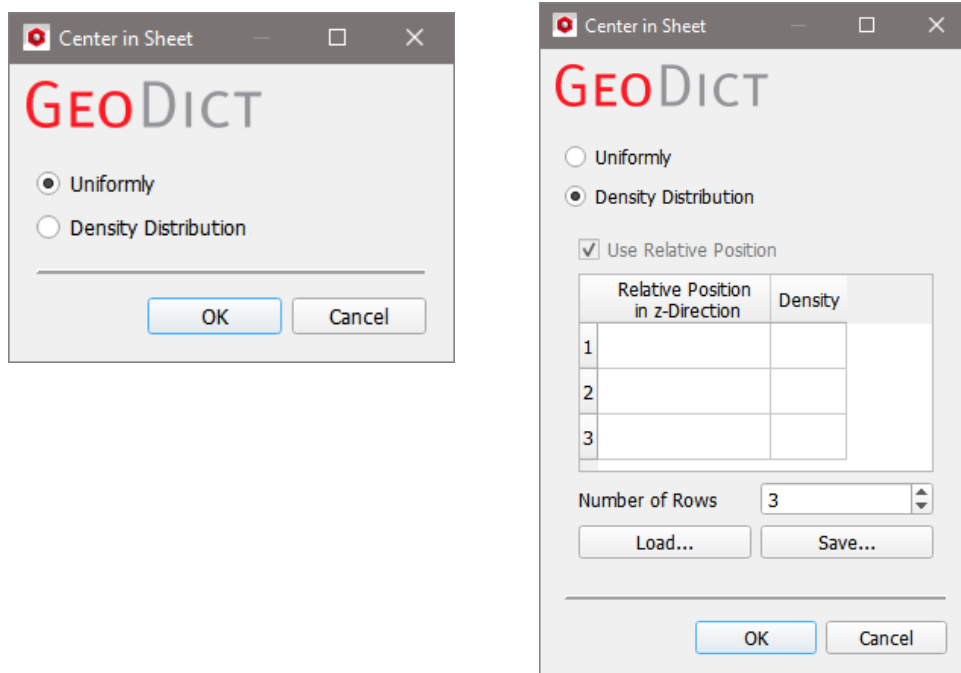 Center in Sheet
GEODICT
Uniformly
Density Distribution
OK Cancel
Center in Sheet
GEODICT
Uniformly
Density Distribution
Use Relative Position
Relative Position Density
in z-Direction
1
2
3
Number of Rows 3
Load... Save...
OK Cancel